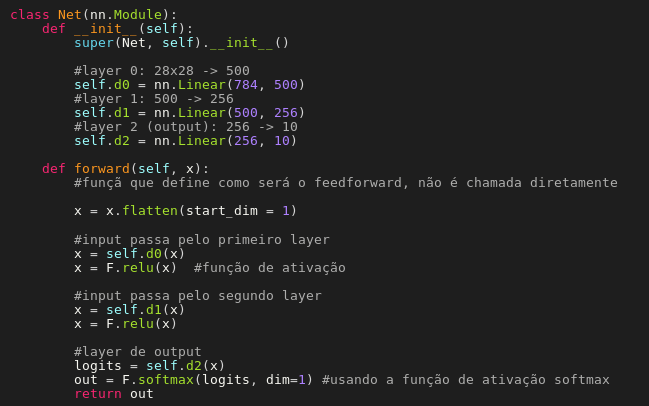 class Net(nn.Module):
    def __init__(self):
        super(Net, self).__init__()

        #layer 0: 28x28 -> 500
        self.d0 = nn.Linear(784, 500)
        #layer 1: 500 -> 256
        self.d1 = nn.Linear(500, 256)
        #layer 2 (output): 256 -> 10
        self.d2 = nn.Linear(256, 10)

    def forward(self, x):
        #funçã que define como será o feedforward, não é chamada diretamente

        x = x.flatten(start_dim = 1)

        #input passa pelo primeiro layer
        x = self.d0(x)
        x = F.relu(x)  #função de ativação

        #input passa pelo segundo layer
        x = self.d1(x)
        x = F.relu(x)

        #layer de output
        logits = self.d2(x)
        out = F.softmax(logits, dim=1) #usando a função de ativação softmax
        return out